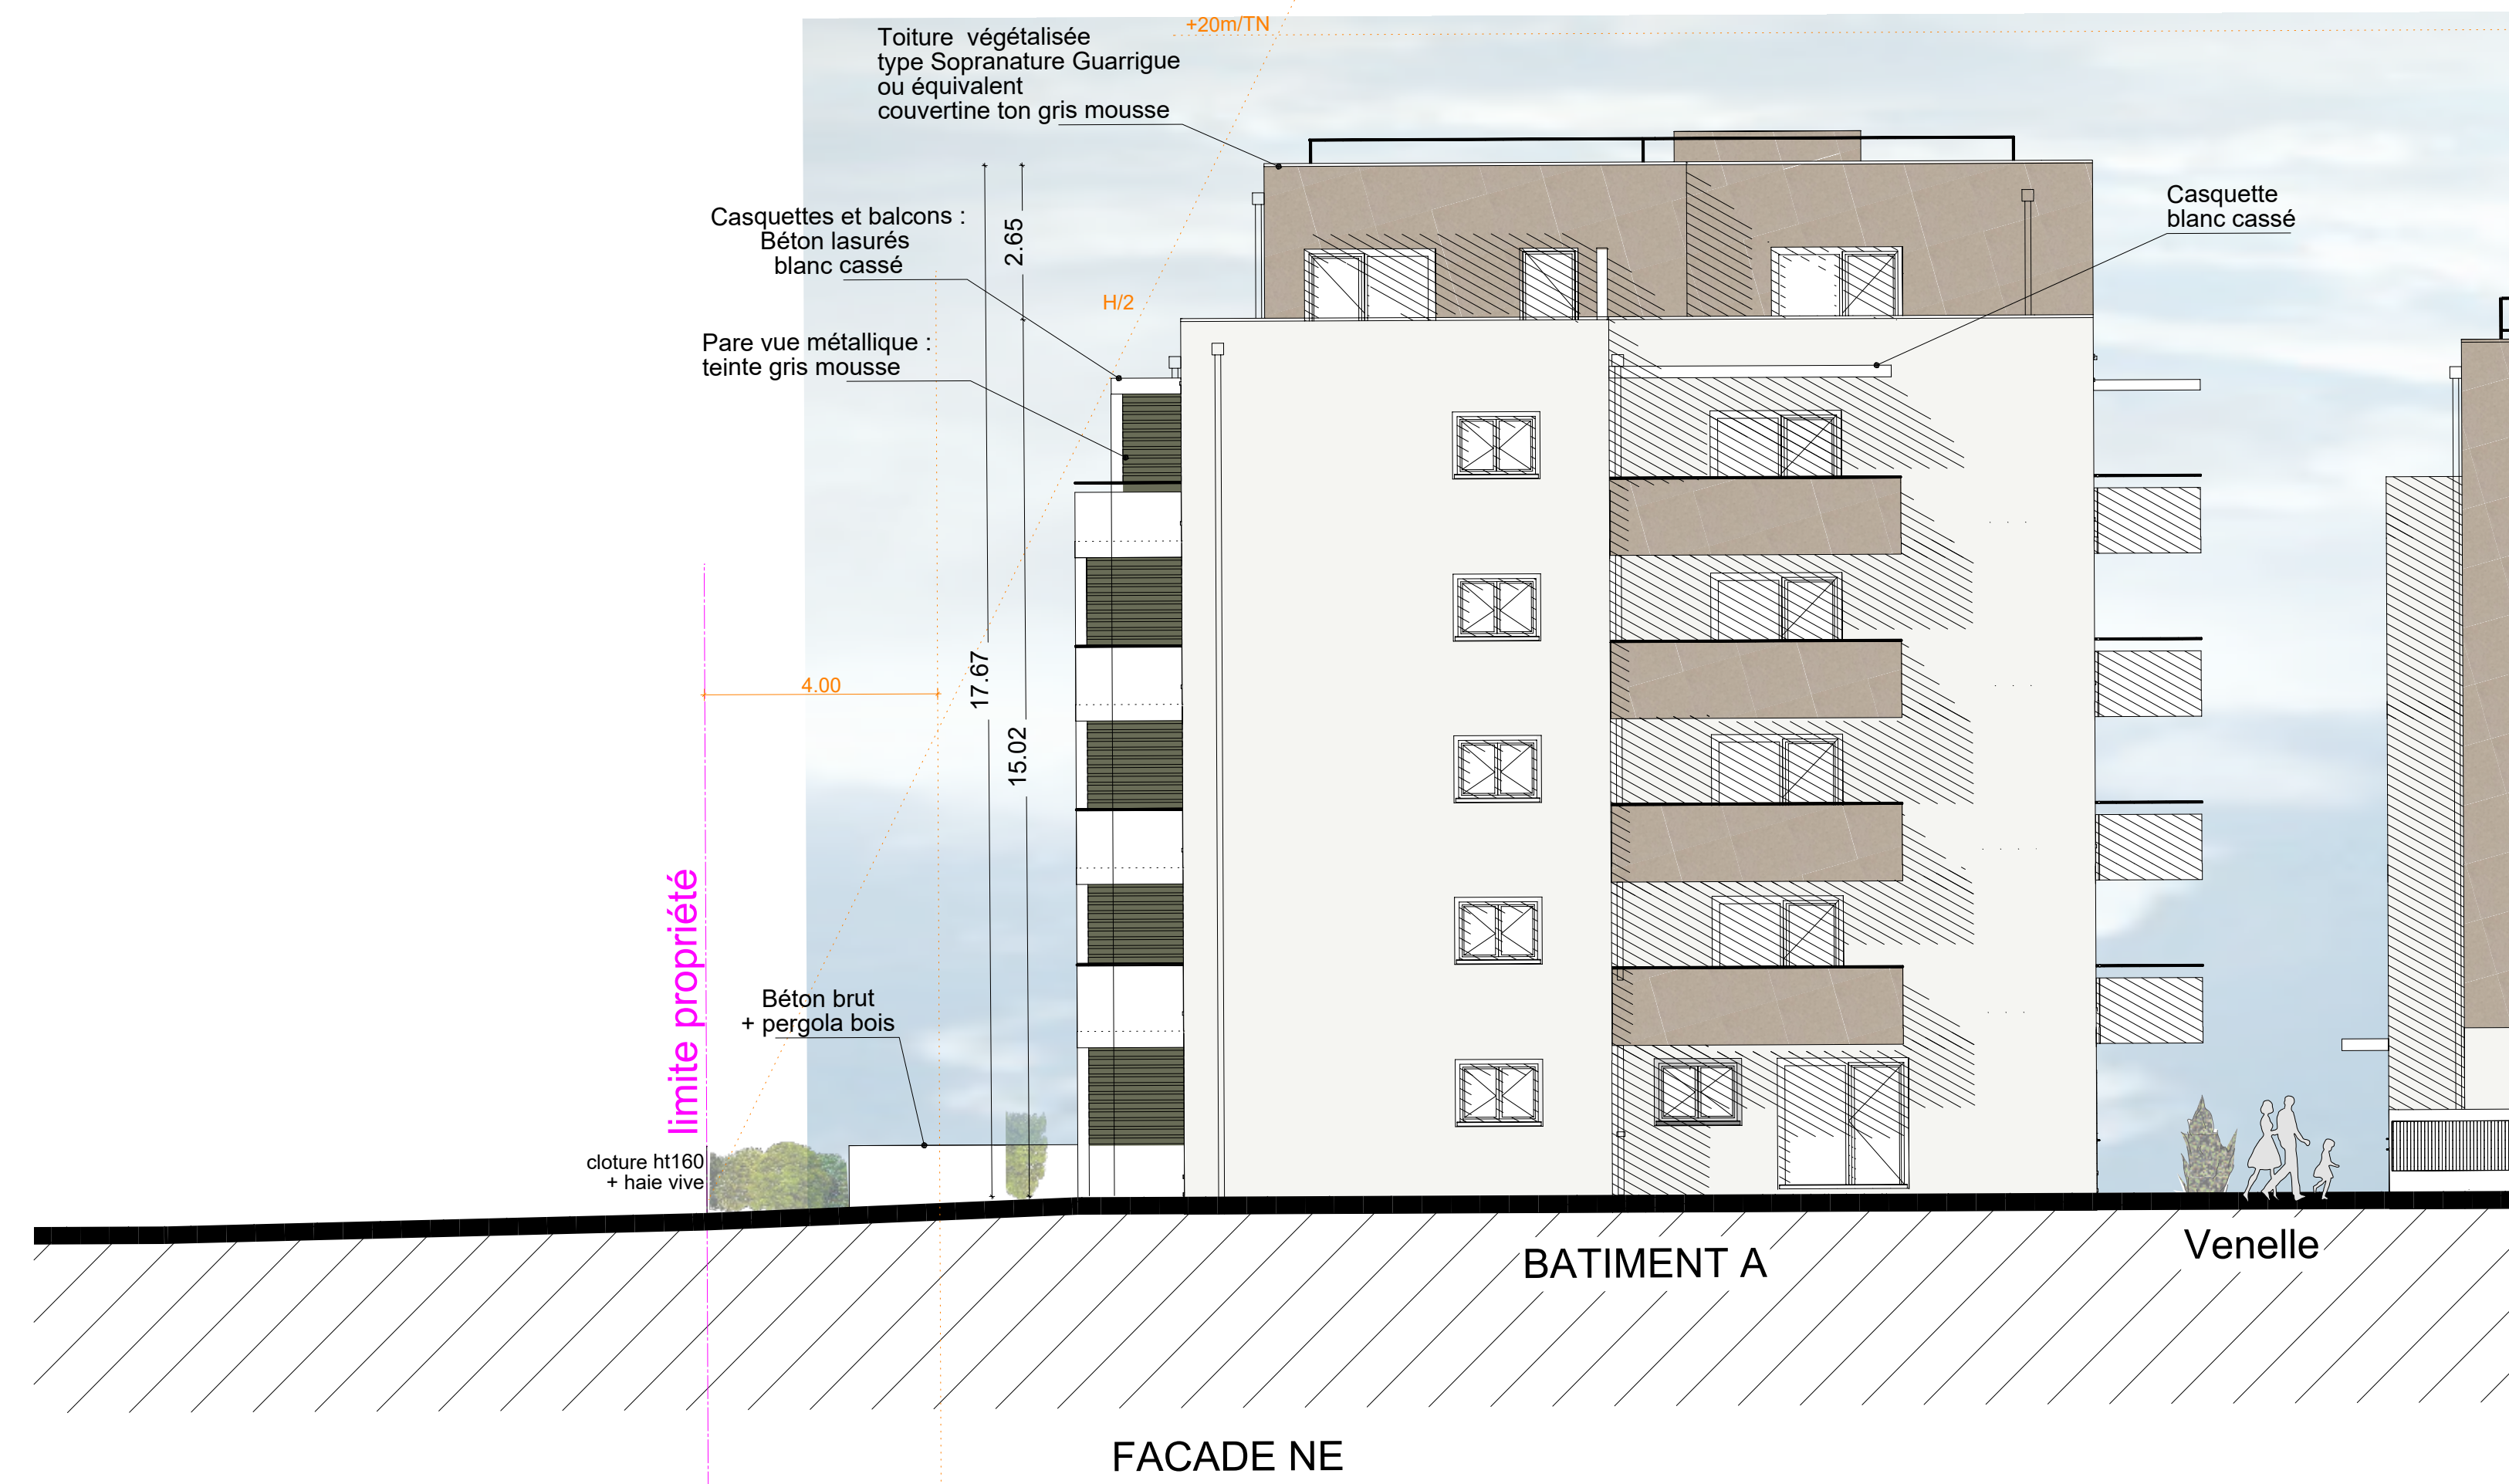 +20m/TN
Toiture végétalisée
type Sopranature Guarrigue
ou équivalent
couvertine ton gris mousse
Casquettes et balcons :
Béton lasurés
blanc cassé
2.65
Casquette
blanc cassé
H/2
Pare vue métallique :
teinte gris mousse
4.00
17.67
15.02
limite propriété
Béton brut
+ pergola bois
cloture ht160
+ haie vive
BATIMENT A
Venelle
FACADE NE